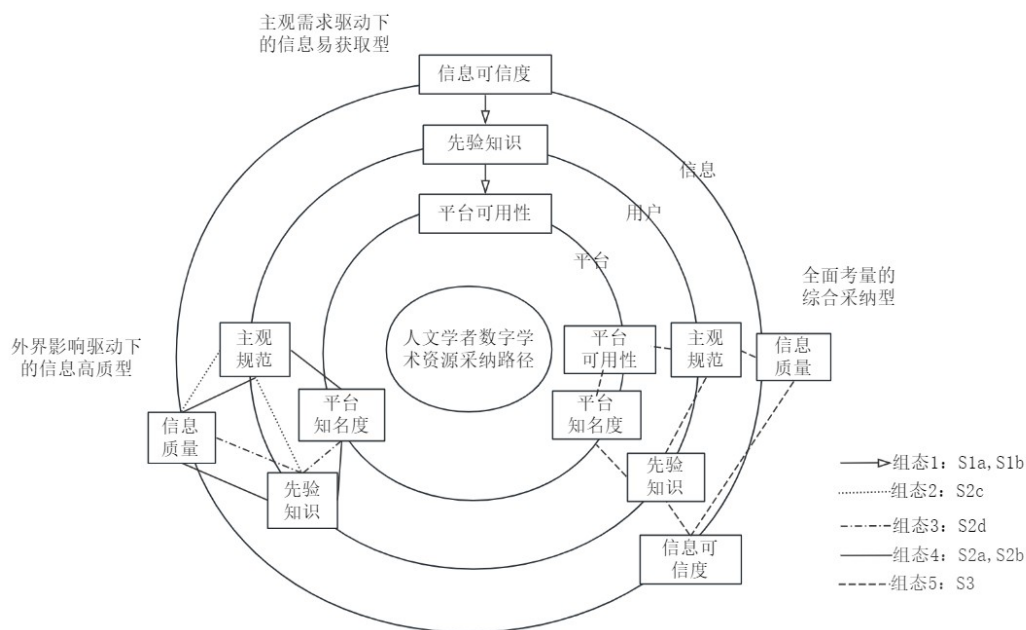 主观需求驱动下
的信息易获取型
信息可信度
先验知识
平台可用性
信息
用户
平台
人文学者数字学
术资源采纳路径
外界影响驱动下
的信息高质型
主观
规范
平台
知名度
信息
质量
先验
知识
全面考量的
综合采纳型
平台
可用性
主观
规范
信息
质量
平台
知名度
先验
知识
信息可
信度
组态1：S1a,S1b
组态2：S2c
组态3：S2d
组态4：S2a,S2b
组态5：S3